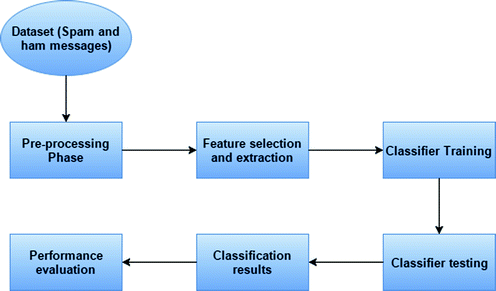 Dataset (Spam and
ham messages)
Pre-processing
Phase
Feature selection
and extraction
Classifier Training
Classifier testing
Classification
results
Performance
evaluation